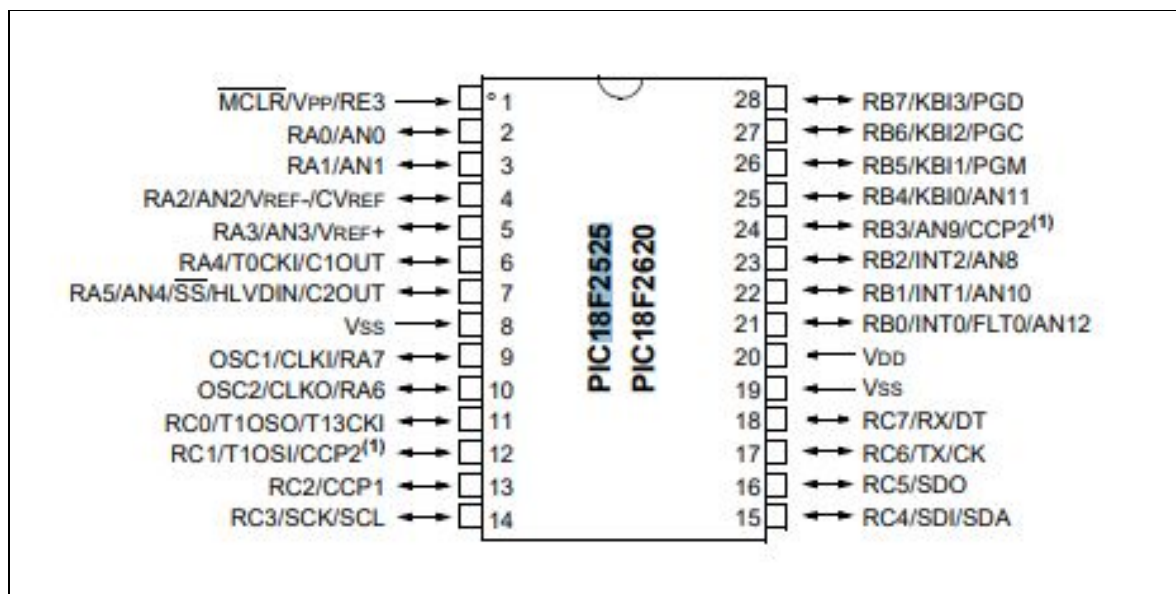 MCLR/VPP/RE3 1
RA0/AN0 2
RA1/AN1 3
RA2/AN2/VREF-/CVREF 4
RA3/AN3/VREF+ 5
RA4/T0CKI/C1OUT 6
RA5/AN4/SS/HLVDIN/C2OUT 7
VSS 8
OSC1/CLKI/RA7 9
OSC2/CLKO/RA6 10
RC0/T1OSO/T13CKI 11
RC1/T1OSI/CCP2(1) 12
RC2/CCP1 13
RC3/SCK/SCL 14
PIC18F2525
PIC18F2620
28 RB7/KBI3/PGD
27 RB6/KBI2/PGC
26 RB5/KBI1/PGM
25 RB4/KBI0/AN11
24 RB3/AN9/CCP2(1)
23 RB2/INT2/AN8
22 RB1/INT1/AN10
21 RB0/INT0/FLT0/AN12
20 VDD
19 VSS
18 RC7/RX/DT
17 RC6/TX/CK
16 RC5/SDO
15 RC4/SDI/SDA